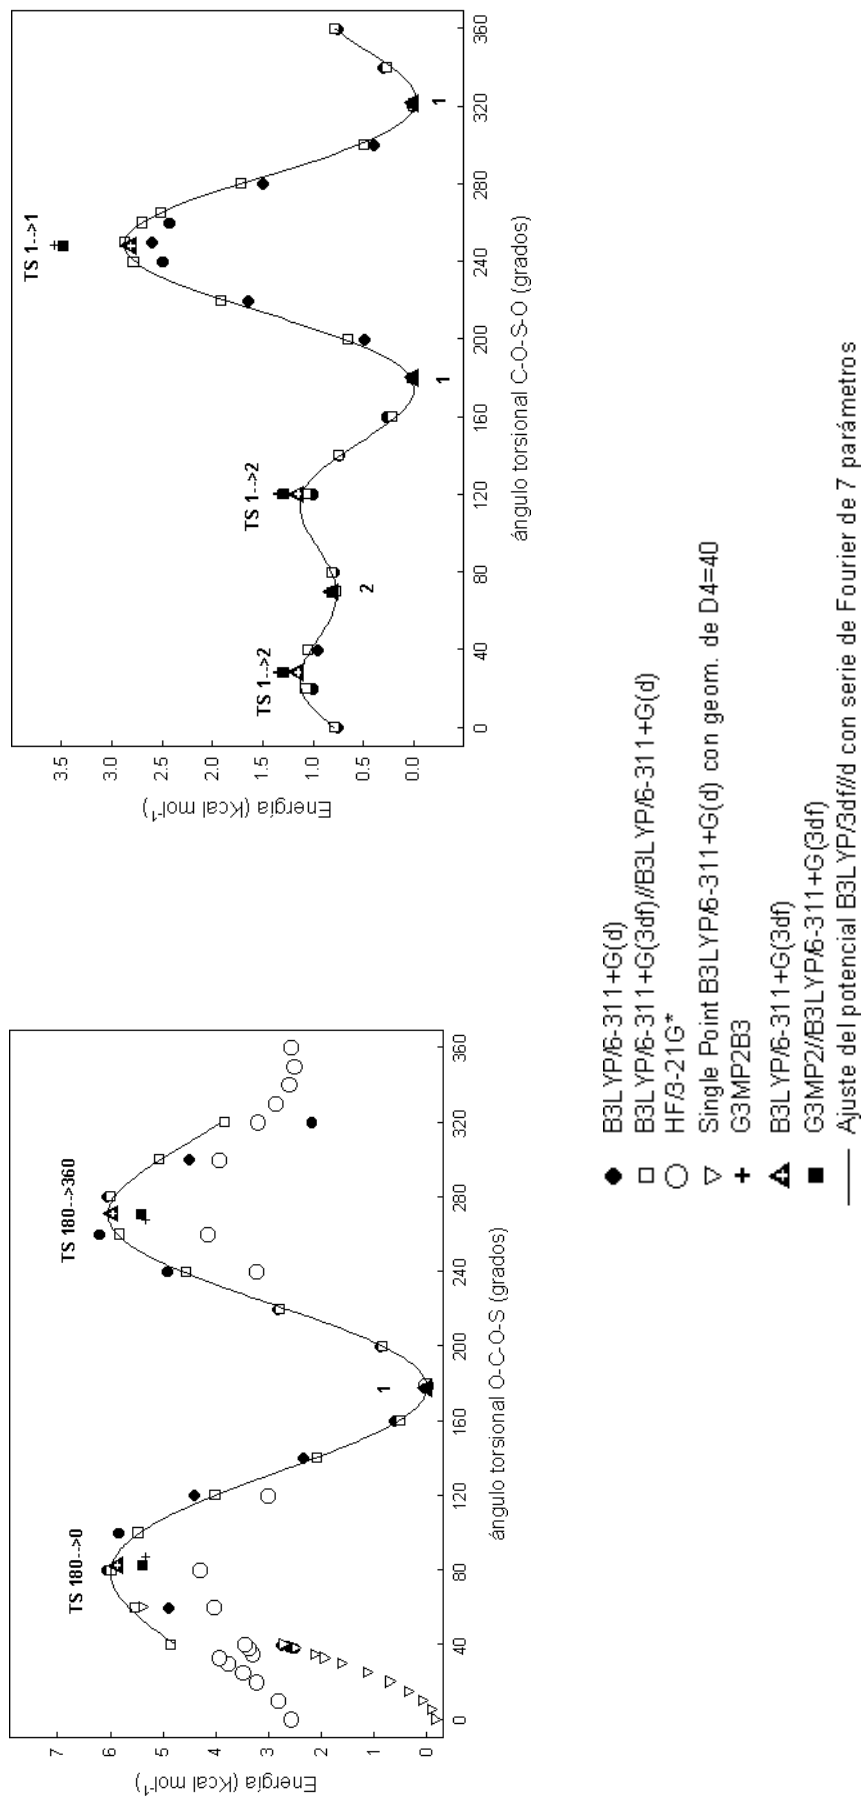 TS 180-->0
TS 180-->360
1
7
6
5
4
3
2
1
0
Energía (Kcal mol-1)
0
40
80
120
160
200
240
280
320
360
ángulo torsional O-C-O-S (grados)
TS 1-->2
TS 1-->2
TS 1-->1
2
1
1
3.5
3.0
2.5
2.0
1.5
1.0
0.5
0.0
Energía (Kcal mol-1)
0
40
80
120
160
200
240
280
320
360
ángulo torsional C-O-S-O (grados)
B3LYP/6-311+G(d)
B3LYP/6-311+G(3df)//B3LYP/6-311+G(d)
HF/3-21G*
Single Point B3LYP/6-311+G(d) con geom. de D4=40
G3MP2B3
B3LYP/6-311+G(3df)
G3MP2//B3LYP/6-311+G(3df)
Ajuste del potencial B3LYP/3df//d con serie de Fourier de 7 parámetros